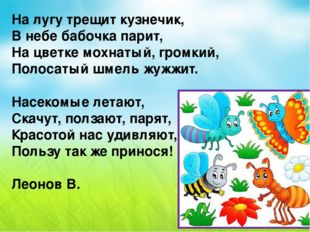 На лугу трещит кузнечик,
В небе бабочка парит,
На цветке мохнатый, громкий,
Полосатый шмель жужжит.
Насекомые летают,
Скачут, ползают, парят,
Красотой нас удивляют,
Пользу так же принося!
Леонов В.